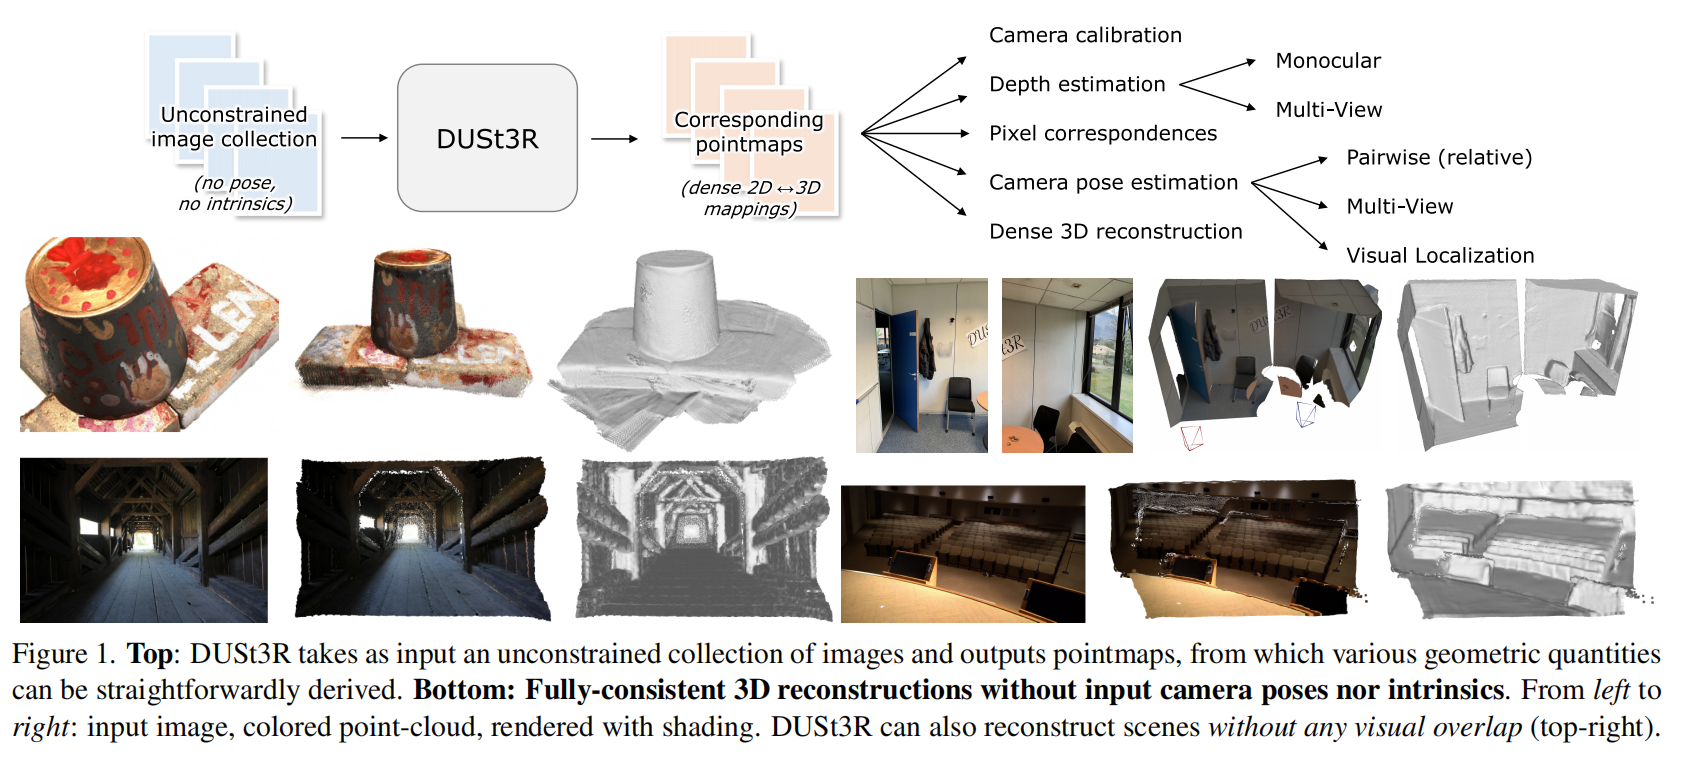 Unconstrained
image collection
(no pose,
no intrinsics)
DUSt3R
Corresponding
pointmaps
(dense 2D ↔3D
mappings)
Camera calibration
Depth estimation
Monocular
Multi-View
Pixel correspondences
Camera pose estimation
Pairwise (relative)
Multi-View
Visual Localization
Dense 3D reconstruction
Figure 1. Top: DUSt3R takes as input an unconstrained collection of images and outputs pointmaps, from which various geometric quantities
can be straightforwardly derived. Bottom: Fully-consistent 3D reconstructions without input camera poses nor intrinsics. From left to
right: input image, colored point-cloud, rendered with shading. DUSt3R can also reconstruct scenes without any visual overlap (top-right).